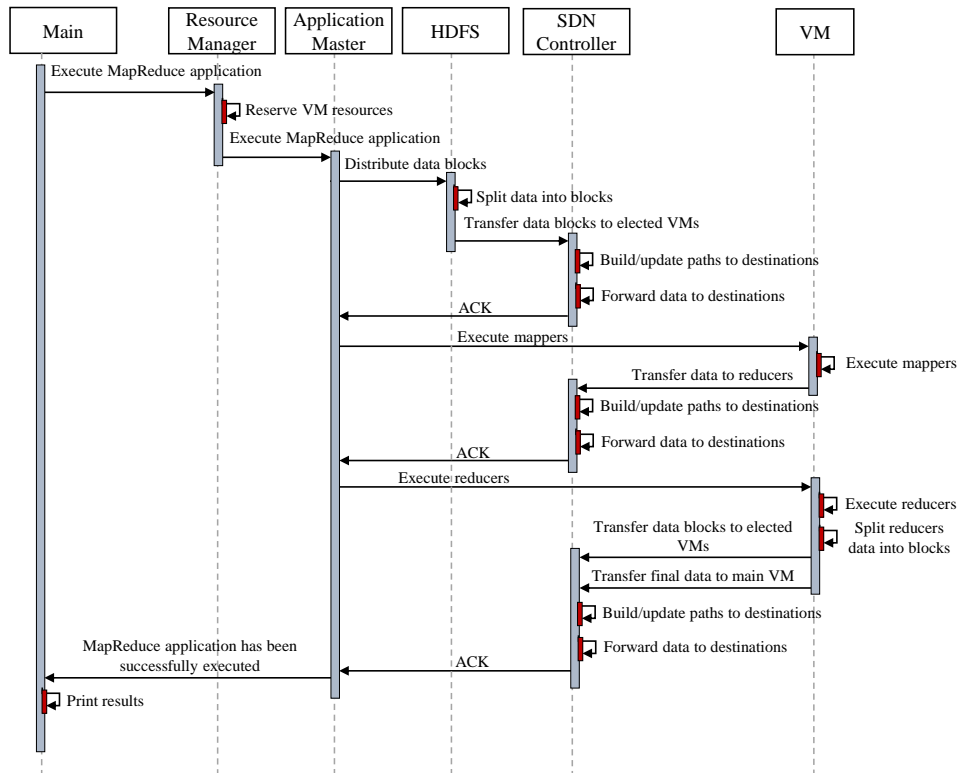 Main
Resource
Manager
Application
Master
HDFS
SDN
Controller
VM
Execute MapReduce application
Reserve VM resources
Execute MapReduce application
Distribute data blocks
Split data into blocks
Transfer data blocks to elected VMs
Build/update paths to destinations
Forward data to destinations
ACK
Execute mappers
Execute mappers
Transfer data to reducers
Build/update paths to destinations
Forward data to destinations
ACK
Execute reducers
Execute reducers
Split reducers
data into blocks
Transfer data blocks to elected
VMs
Transfer final data to main VM
Build/update paths to destinations
Forward data to destinations
ACK
MapReduce application has been
successfully executed
Print results